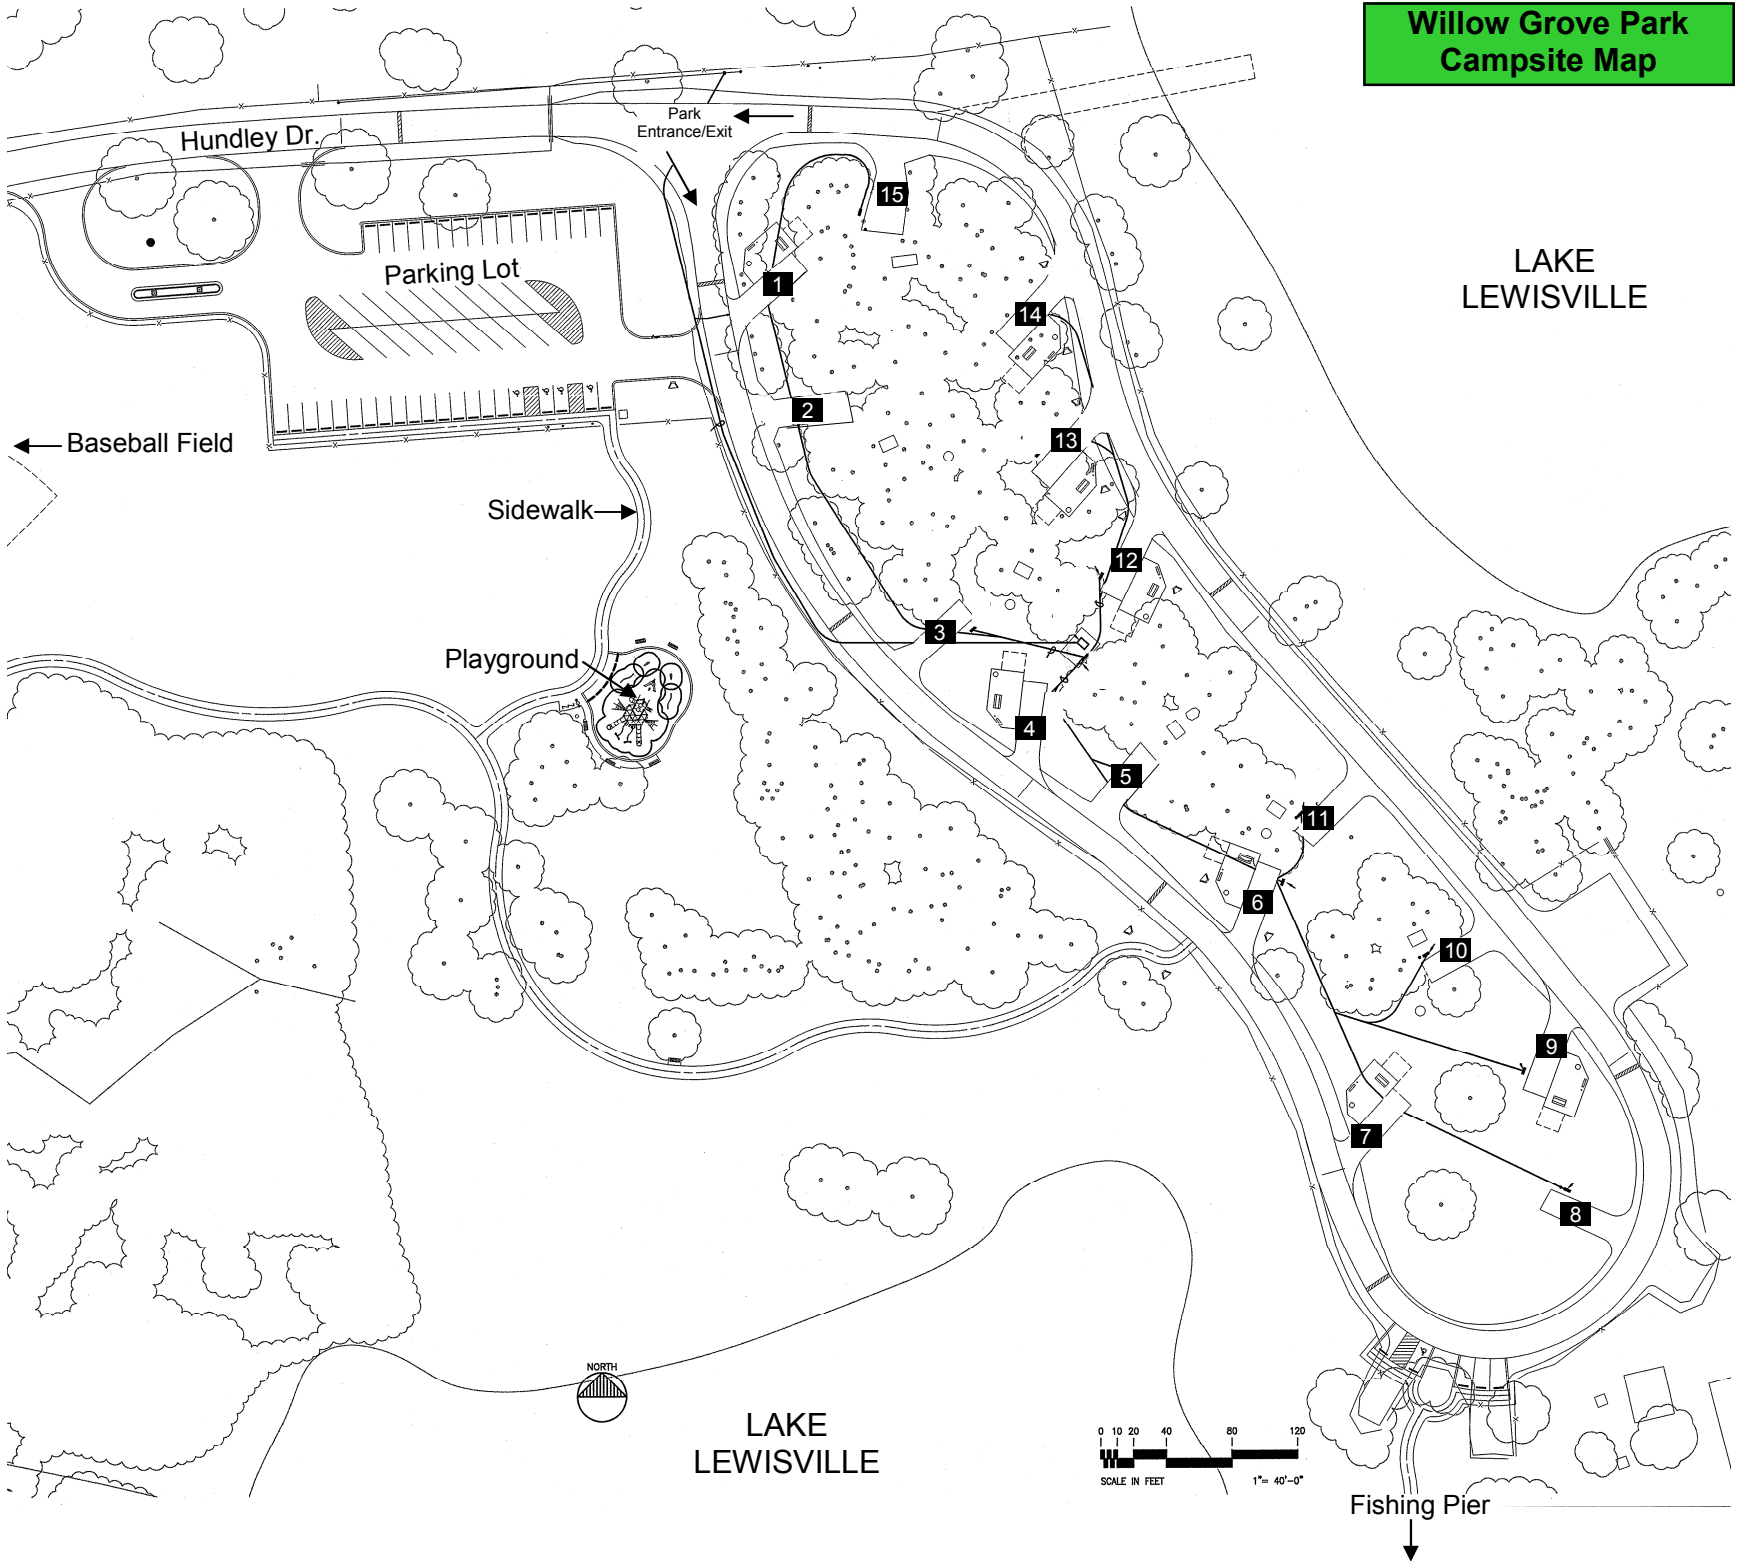 Willow Grove Park
Campsite Map
Park
Entrance/Exit
Hundley Dr.
15
Parking Lot
1
LAKE
LEWISVILLE
14
2
13
Baseball Field
Sidewalk
12
3
Playground
4
5
11
6
10
9
7
8
NORTH
LAKE
LEWISVILLE
0 10 20 40 80 120
SCALE IN FEET 1"= 40'-0"
Fishing Pier